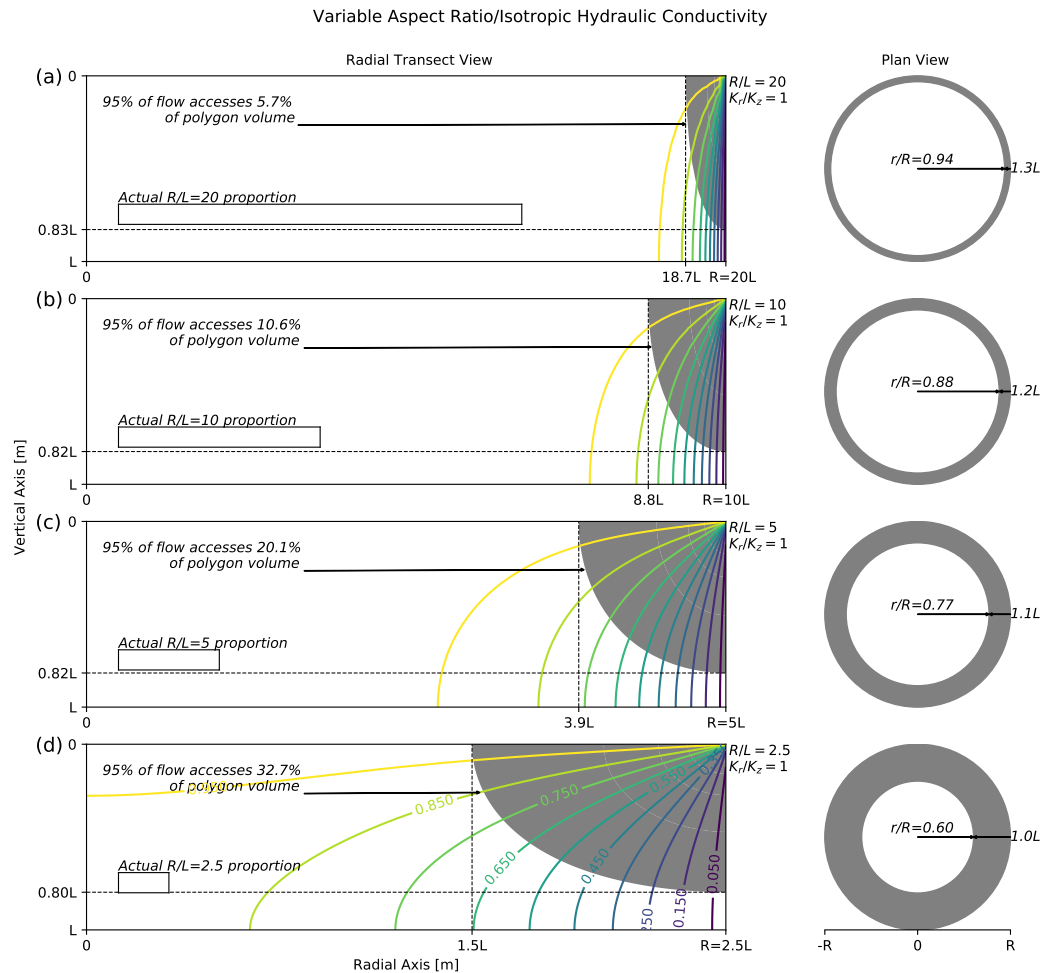 Variable Aspect Ratio/Isotropic Hydraulic Conductivity
Radial Transect View
Plan View
(a)
0
95% of flow accesses 5.7%
of polygon volume
R/L = 20
K_r/K_z = 1
Actual R/L=20 proportion
0.83L
L
0
18.7L
R=20L
r/R=0.94
1.3L
(b)
0
95% of flow accesses 10.6%
of polygon volume
R/L = 10
K_r/K_z = 1
Actual R/L=10 proportion
0.82L
L
0
8.8L
R=10L
r/R=0.88
1.2L
Vertical Axis [m]
(c)
0
95% of flow accesses 20.1%
of polygon volume
R/L = 5
K_r/K_z = 1
Actual R/L=5 proportion
0.82L
L
0
3.9L
R=5L
r/R=0.77
1.1L
(d)
0
95% of flow accesses 32.7%
of polygon volume
R/L = 2.5
K_r/K_z = 1
0.850
0.750
0.650
0.550
0.450
0.150
0.050
Actual R/L=2.5 proportion
0.80L
L
0
1.5L
R=2.5L
Radial Axis [m]
r/R=0.60
1.0L
-R
0
R